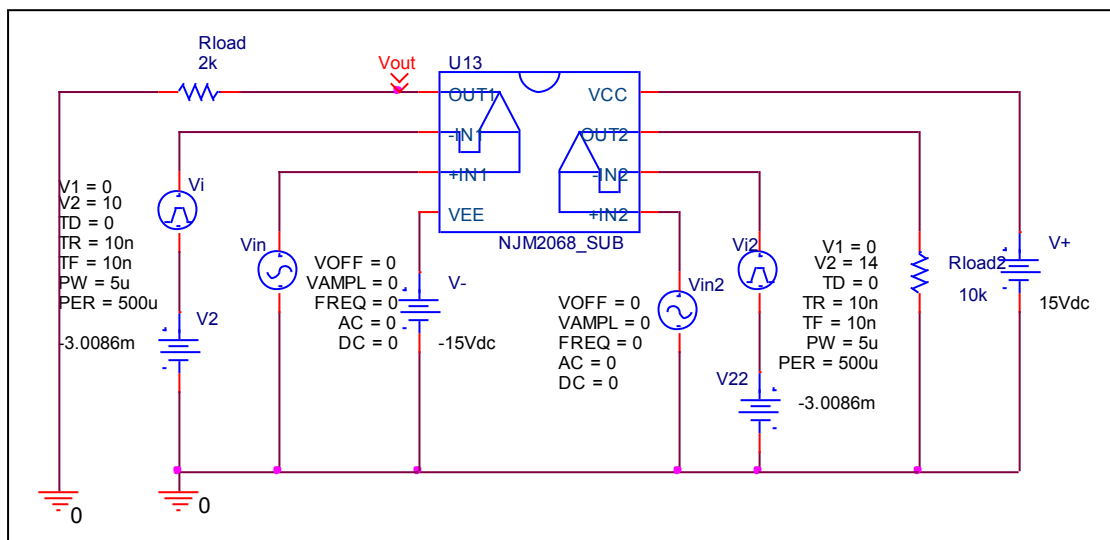 Rload
2k
Vout
U13
OUT1
-IN1
+IN1
VEE
VCC
OUT2
-IN2
+IN2
NJM2068_SUB
Vi
V1 = 0
V2 = 10
TD = 0
TR = 10n
TF = 10n
PW = 5u
PER = 500u
V2
-3.0086m
Vin
VOFF = 0
VAMPL = 0
FREQ = 0
AC = 0
DC = 0
V-
-15Vdc
Vin2
VOFF = 0
VAMPL = 0
FREQ = 0
AC = 0
DC = 0
Vi2
V1 = 0
V2 = 14
TD = 0
TR = 10n
TF = 10n
PW = 5u
PER = 500u
V22
-3.0086m
Rload2
10k
V+
15Vdc
0
0